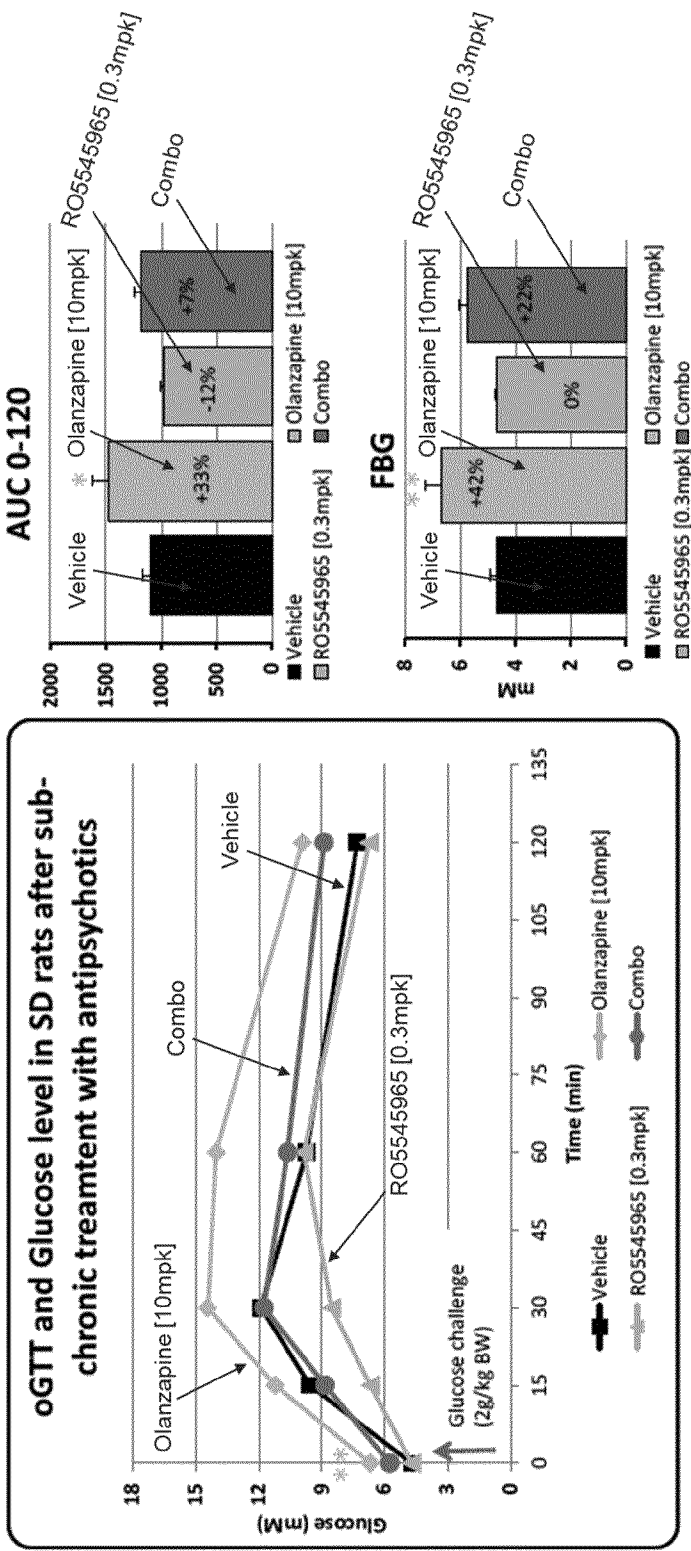 oGTT and Glucose level in SD rats after sub-
chronic treamtent with antipsychotics
Glucose (mM)
18
15
12
9
6
3
0
Olanzapine [10mpk]
Combo
Vehicle
RO5545965 [0.3mpk]
**
Glucose challenge
(2g/kg BW)
0 15 30 45 60 75 90 105 120 135
Time (min)
Vehicle
Olanzapine [10mpk]
RO5545965 [0.3mpk]
Combo
AUC 0-120
2000
1500
1000
500
0
Vehicle
Olanzapine [10mpk]
RO5545965 [0.3mpk]
Combo
*
+33%
-12%
+7%
Vehicle
Olanzapine [10mpk]
RO5545965 [0.3mpk]
Combo
FBG
mM
8
6
4
2
0
Vehicle
Olanzapine [10mpk]
RO5545965 [0.3mpk]
Combo
**
+42%
0%
+22%
Vehicle
Olanzapine [10mpk]
RO5545965 [0.3mpk]
Combo